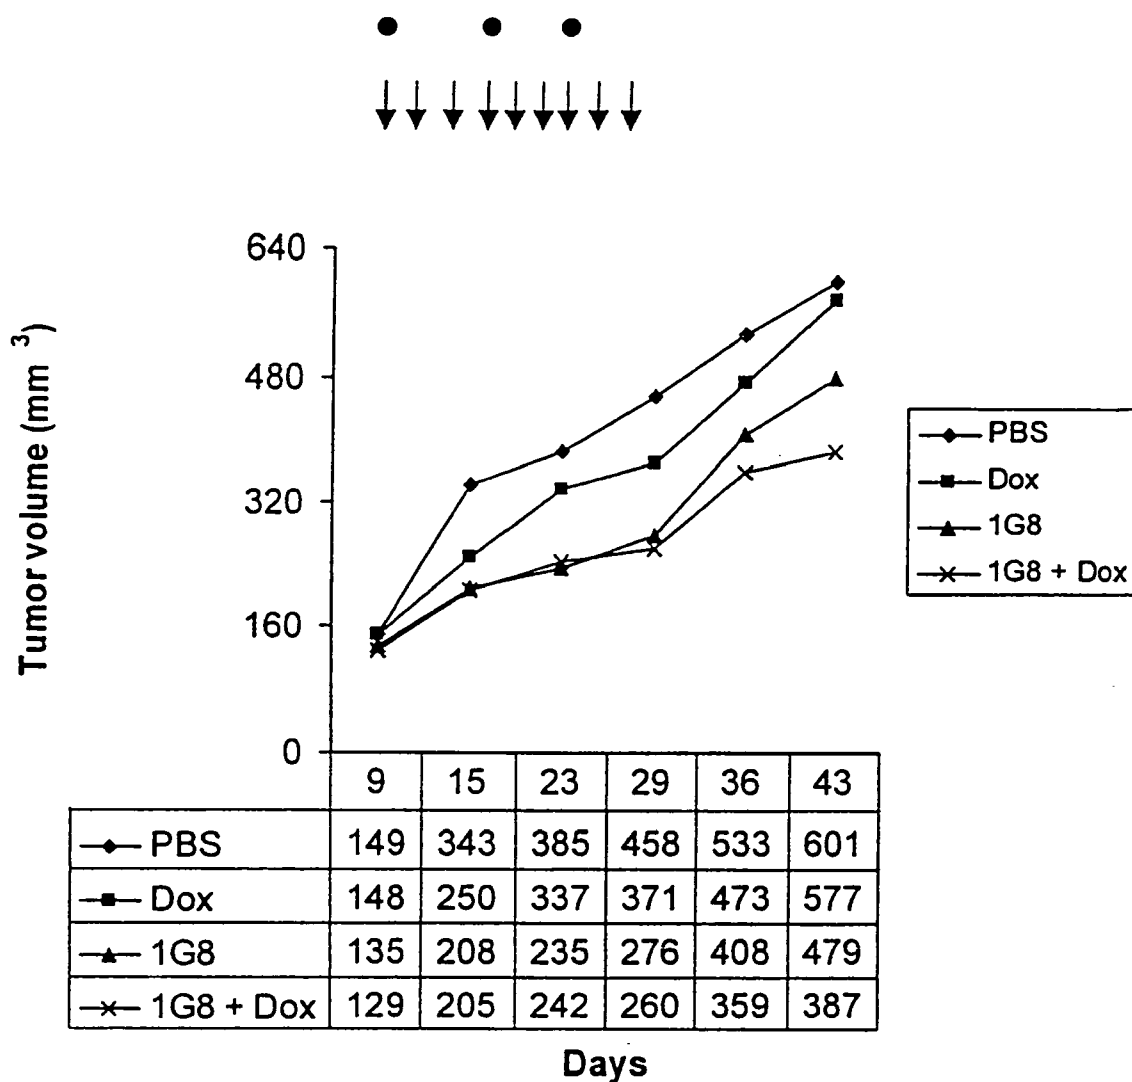 640
480
320
160
0
Tumor volume (mm 3)
PBS
Dox
1G8
1G8 + Dox
9 15 23 29 36 43
PBS 149 343 385 458 533 601
Dox 148 250 337 371 473 577
1G8 135 208 235 276 408 479
1G8 + Dox 129 205 242 260 359 387
Days